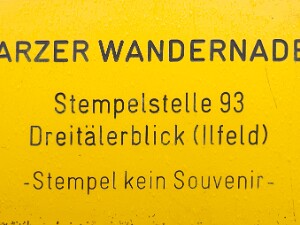 ARZER WANDERNADE
Stempelstelle 93
Dreitälerblick (Ilfeld)
-Stempel kein Souvenir-